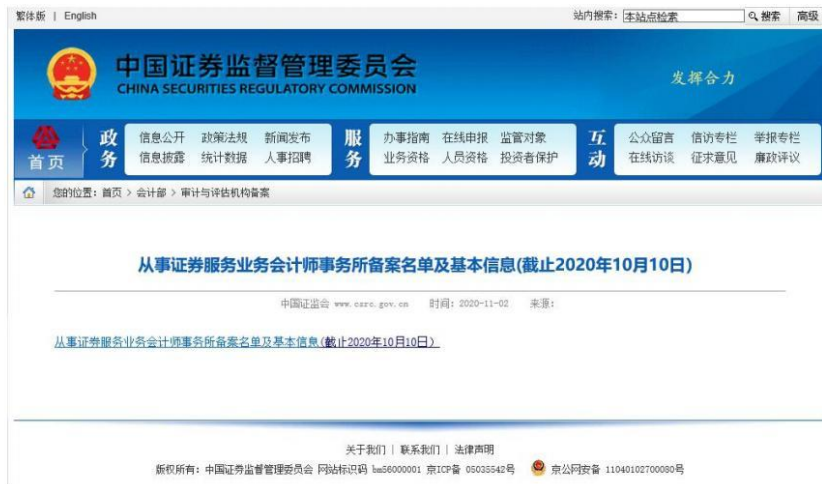 繁体版 | English 站内搜索: 本站点检索 搜索 高级
中国证券监督管理委员会
CHINA SECURITIES REGULATORY COMMISSION
发挥合力
首页 政务 信息公开 政策法规 新闻发布 服务 办事指南 在线申报 监管对象 互动 公众留言 信访专栏 举报专栏
信息披露 统计数据 人事招聘 业务资格 人员资格 投资者保护 在线访谈 征求意见 廉政评议
您的位置: 首页 > 会计部 > 审计与评估机构备案
从事证券服务业务会计师事务所备案名单及基本信息(截止2020年10月10日)
中国证监会 www.csrc.gov.cn 时间: 2020-11-02 来源:
从事证券服务业务会计师事务所备案名单及基本信息(截止2020年10月10日)
关于我们 | 联系我们 | 法律声明
版权所有: 中国证券监督管理委员会 网站标识码 bm56000001 京ICP备 05035542号 京公网安备 11040102700080号